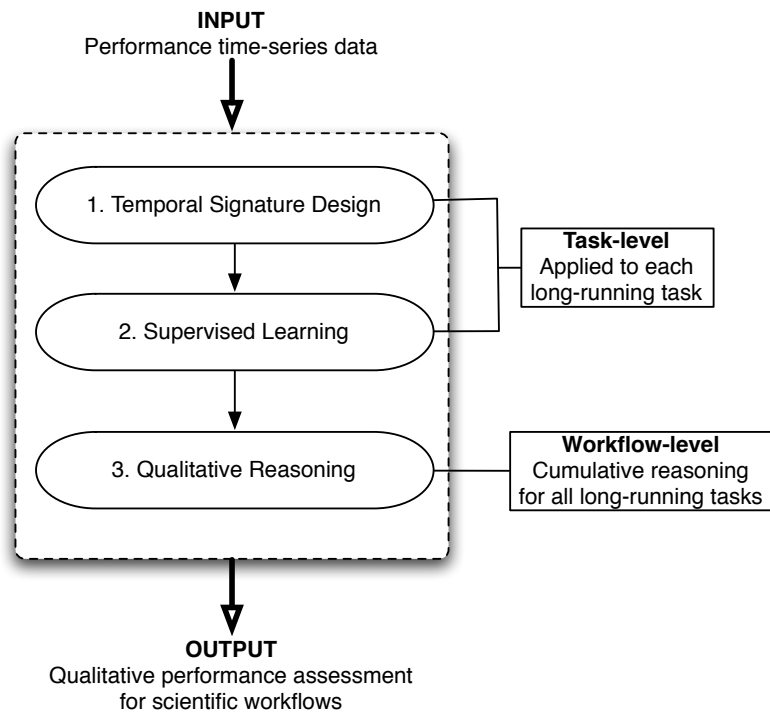 INPUT
Performance time-series data
1. Temporal Signature Design
Task-level
Applied to each
long-running task
2. Supervised Learning
3. Qualitative Reasoning
Workflow-level
Cumulative reasoning
for all long-running tasks
OUTPUT
Qualitative performance assessment
for scientific workflows